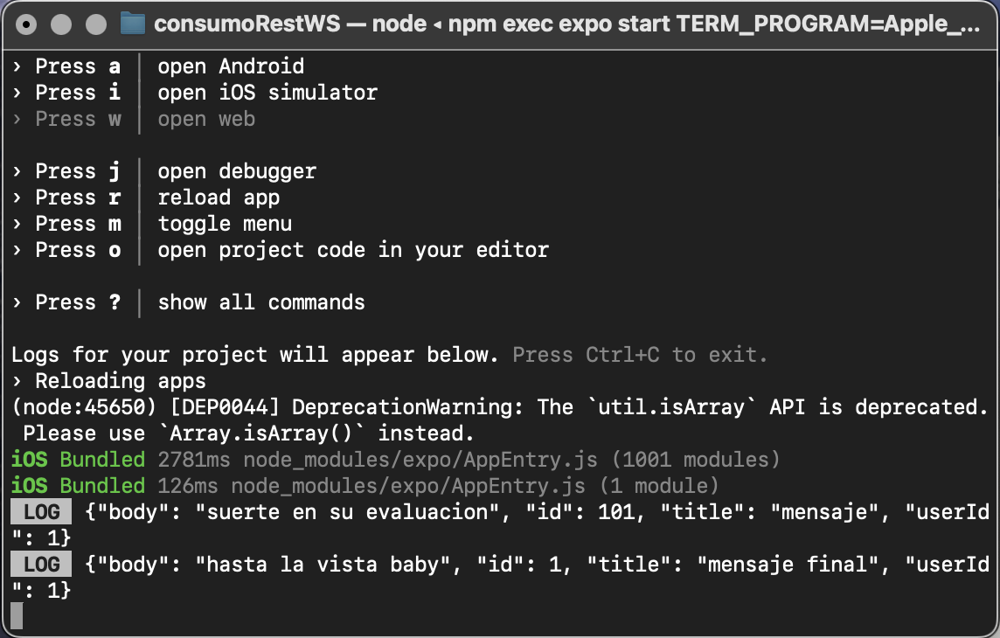 consumoRestWS — node ◂ npm exec expo start TERM_PROGRAM=Apple_...
› Press a │ open Android
› Press i │ open iOS simulator
› Press w │ open web
› Press j │ open debugger
› Press r │ reload app
› Press m │ toggle menu
› Press o │ open project code in your editor
› Press ? │ show all commands
Logs for your project will appear below. Press Ctrl+C to exit.
› Reloading apps
(node:45650) [DEP0044] DeprecationWarning: The `util.isArray` API is deprecated.
Please use `Array.isArray()` instead.
iOS Bundled 2781ms node_modules/expo/AppEntry.js (1001 modules)
iOS Bundled 126ms node_modules/expo/AppEntry.js (1 module)
LOG {"body": "suerte en su evaluacion", "id": 101, "title": "mensaje", "userId
": 1}
LOG {"body": "hasta la vista baby", "id": 1, "title": "mensaje final", "userId
": 1}